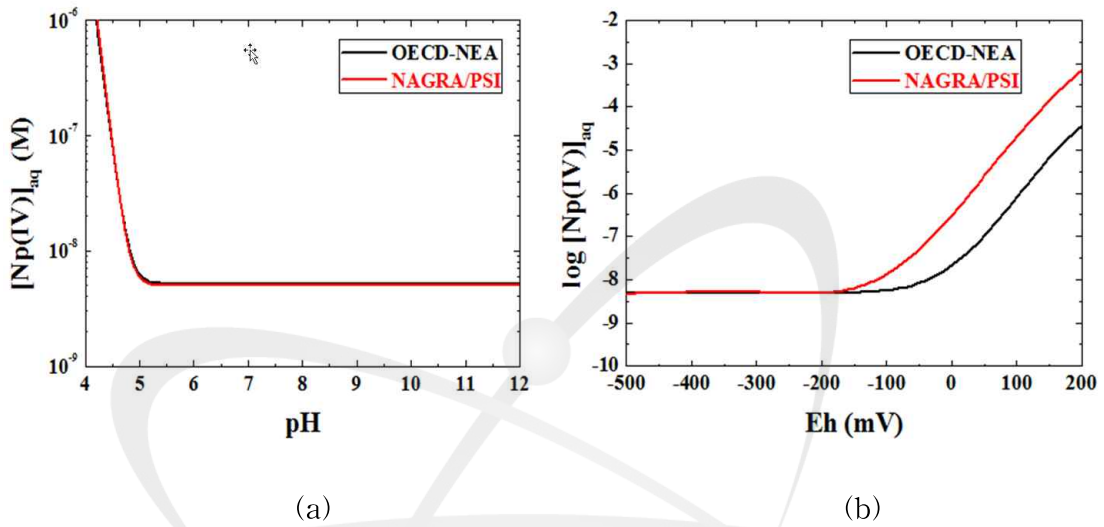 10^-6
10^-7
10^-8
10^-9
[Np(IV)]aq (M)
4 5 6 7 8 9 10 11 12
pH
OECD-NEA
NAGRA/PSI
(a)
-2
-3
-4
-5
-6
-7
-8
-9
-10
log [Np(IV)]aq
-500 -400 -300 -200 -100 0 100 200
Eh (mV)
OECD-NEA
NAGRA/PSI
(b)